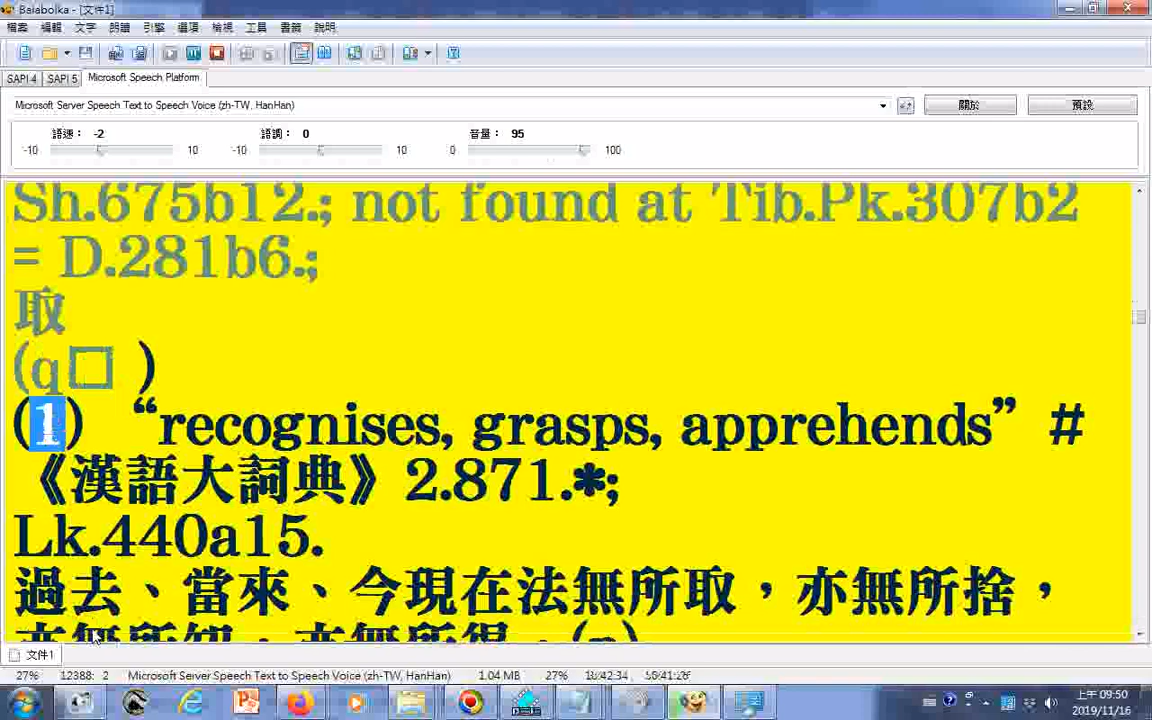 Balabolka - [文件1]
檔案 編輯 文字 朗讀 引擎 選項 檢視 工具 書籤 說明
SAPI 4 SAPI 5 Microsoft Speech Platform
Microsoft Server Speech Text to Speech Voice (zh-TW, HanHan) 關於 預設
語速: -2 語調: 0 音量: 95
-10 10 -10 10 0 100
Sh.675b12.; not found at Tib.Pk.307b2
= D.281b6.;
取
(q□ )
(1) “recognises, grasps, apprehends” #
《漢語大詞典》2.871.*;
Lk.440a15.
過去、當來、今現在法無所取，亦無所捨，
文件1
27% 12388: 2 Microsoft Server Speech Text to Speech Voice (zh-TW, HanHan) 1.04 MB 27%
上午 09:50
2019/11/16